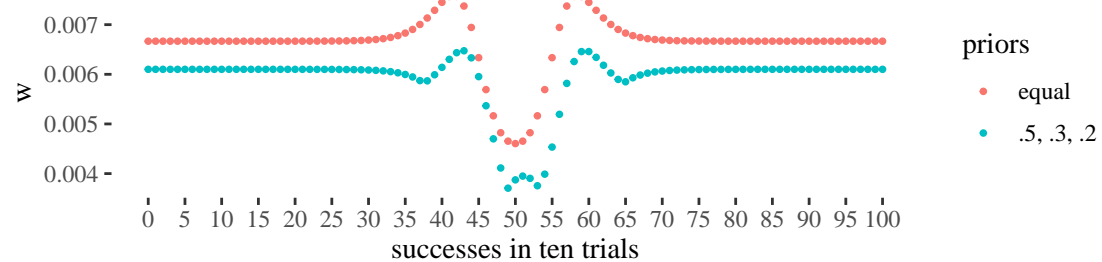 0.007
0.006
0.005
0.004
w
0 5 10 15 20 25 30 35 40 45 50 55 60 65 70 75 80 85 90 95 100
successes in ten trials
priors
equal
.5, .3, .2